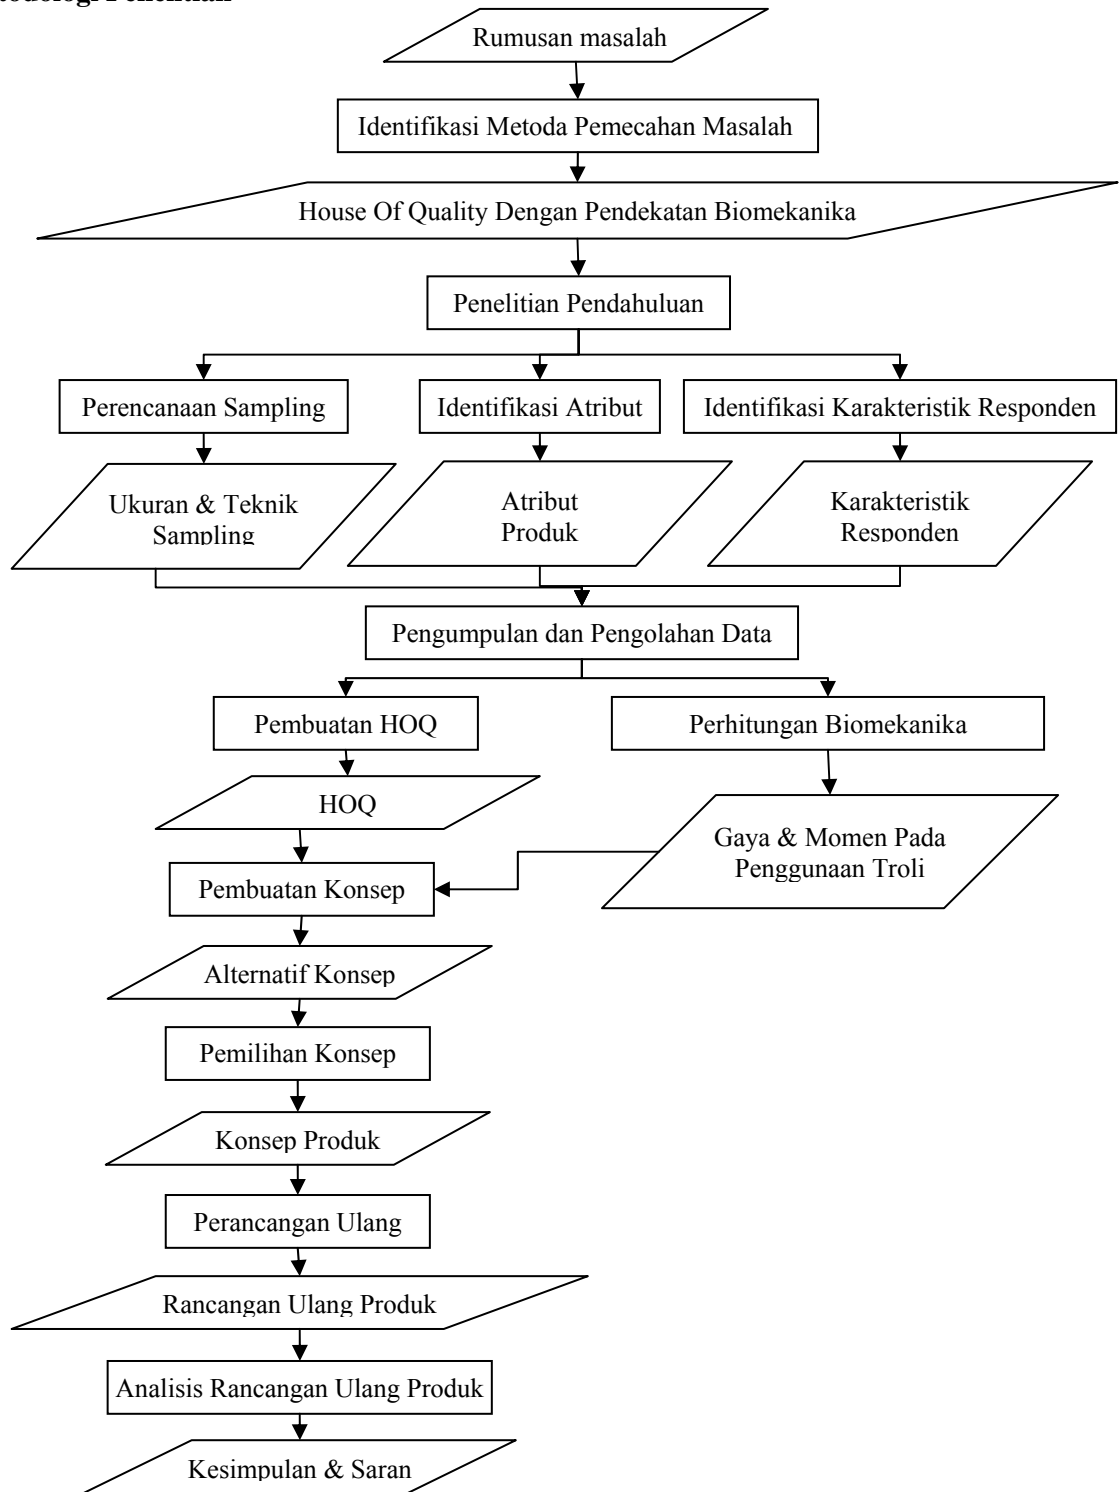 Rumusan masalah
Identifikasi Metoda Pemecahan Masalah
House Of Quality Dengan Pendekatan Biomekanika
Penelitian Pendahuluan
Perencanaan Sampling
Identifikasi Atribut
Identifikasi Karakteristik Responden
Ukuran & Teknik
Sampling
Atribut
Produk
Karakteristik
Responden
Pengumpulan dan Pengolahan Data
Pembuatan HOQ
Perhitungan Biomekanika
HOQ
Gaya & Momen Pada
Penggunaan Troli
Pembuatan Konsep
Alternatif Konsep
Pemilihan Konsep
Konsep Produk
Perancangan Ulang
Rancangan Ulang Produk
Analisis Rancangan Ulang Produk
Kesimpulan & Saran